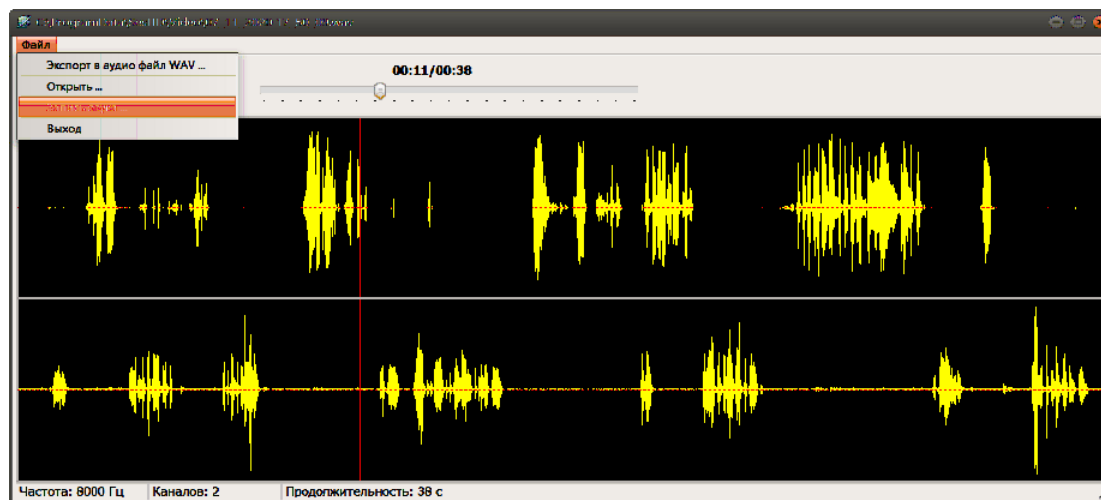 Файл
Экспорт в аудио файл WAV ...
Открыть ...
Выход
00:11/00:38
Частота: 8000 Гц
Каналов: 2
Продолжительность: 38 с